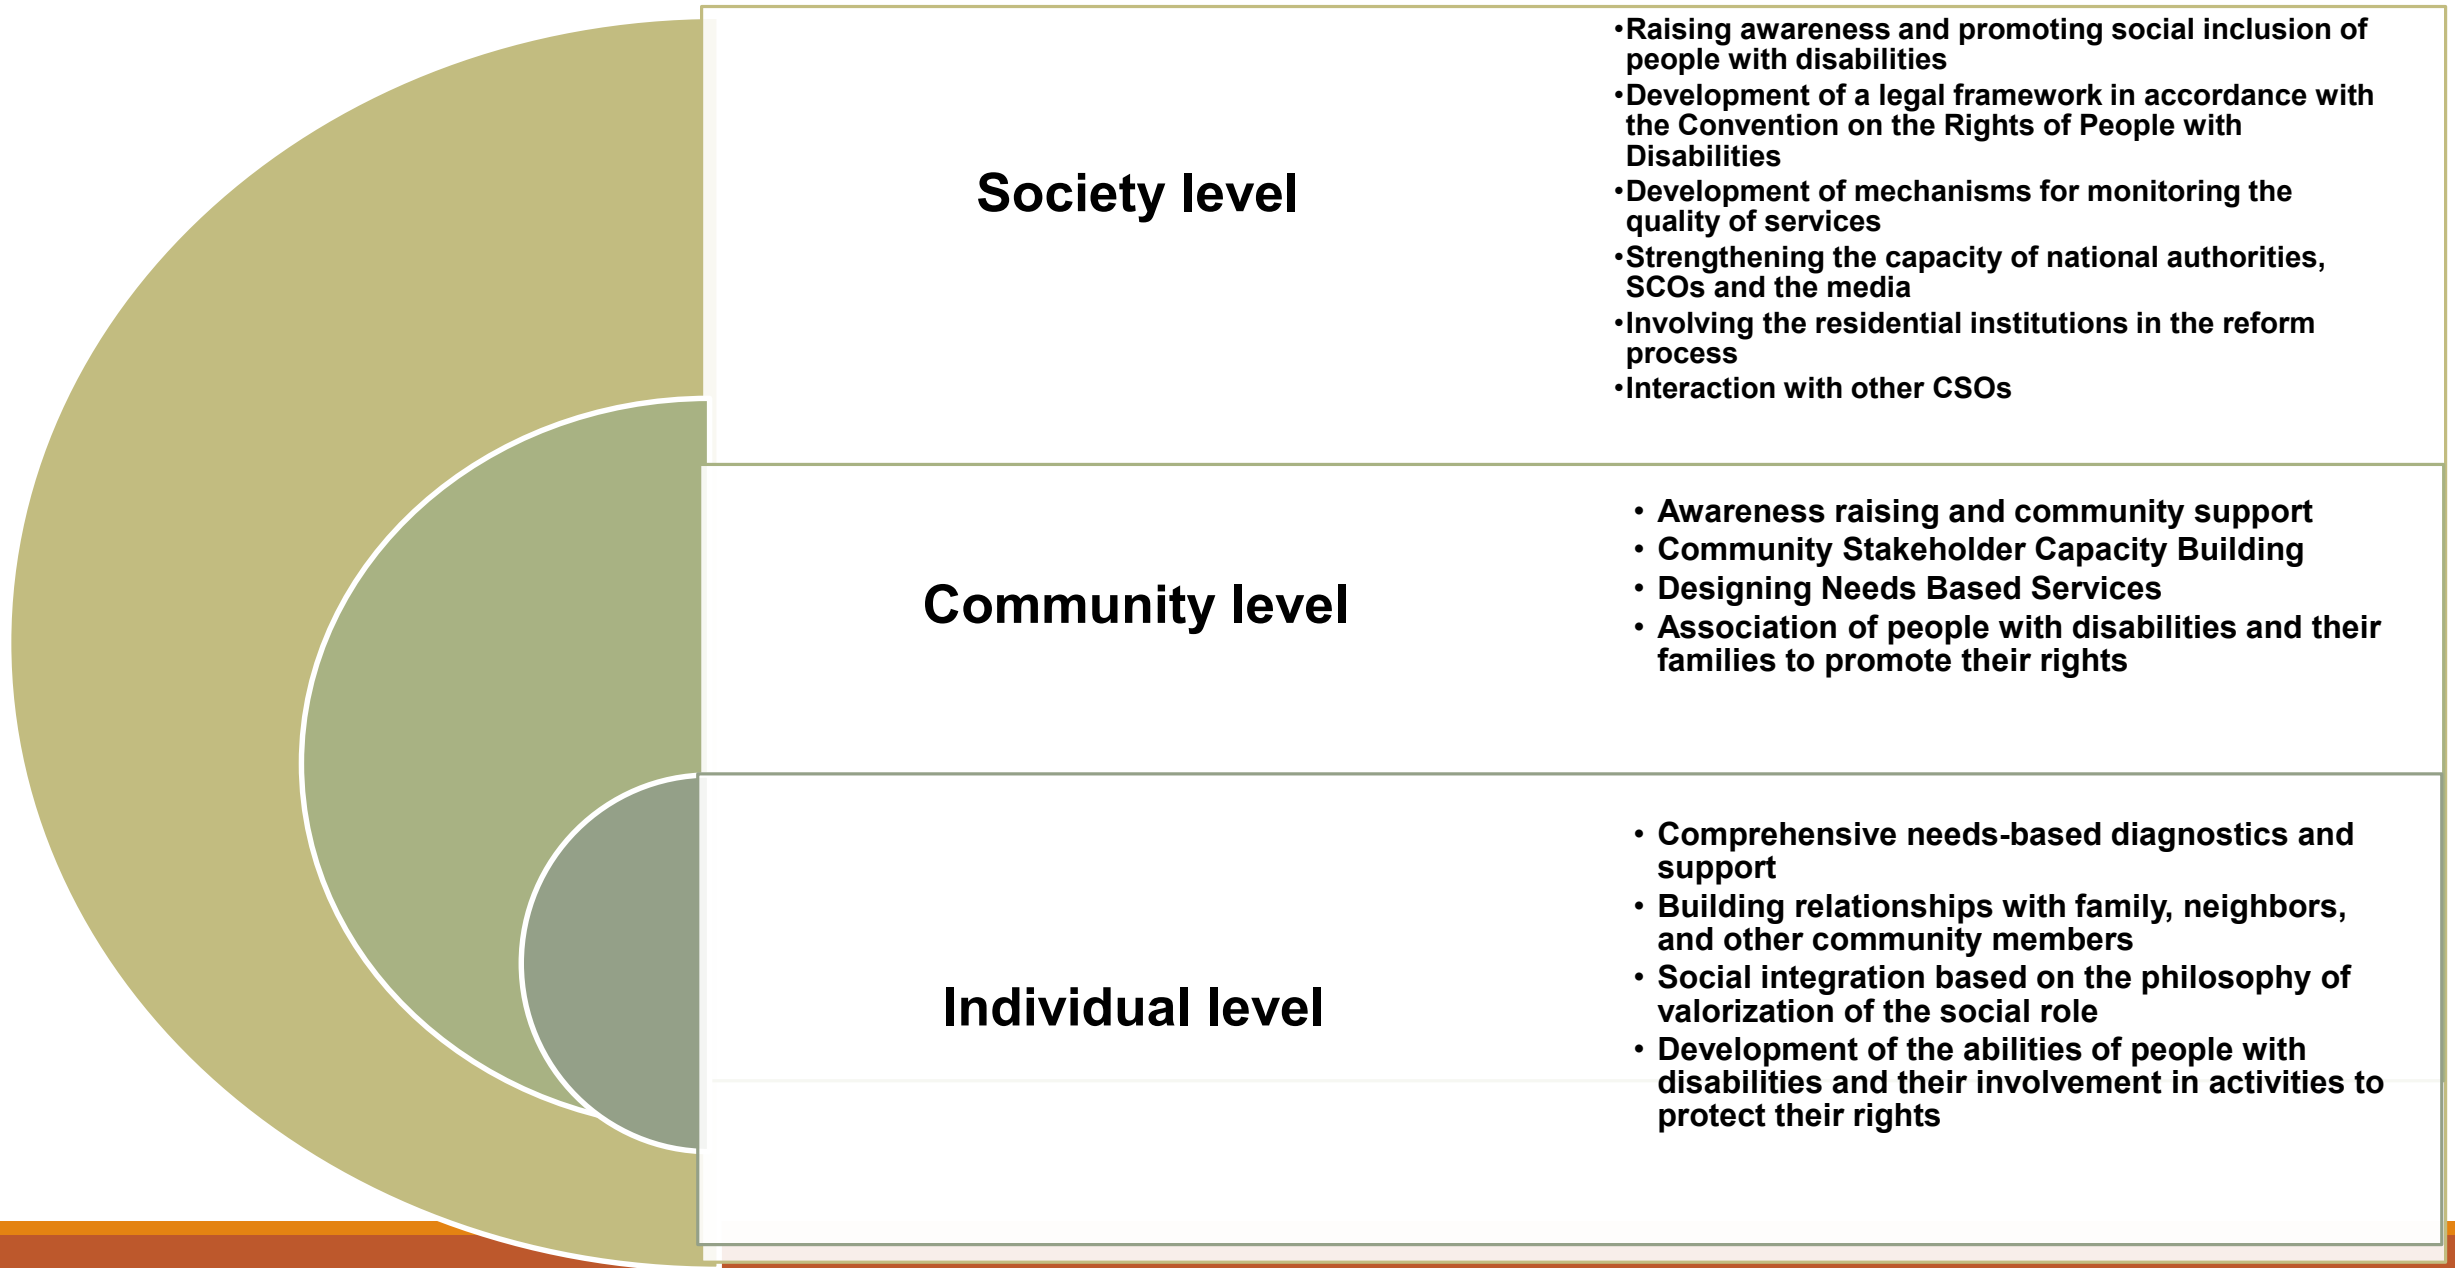 Society level
•Raising awareness and promoting social inclusion of
people with disabilities
•Development of a legal framework in accordance with
the Convention on the Rights of People with
Disabilities
•Development of mechanisms for monitoring the
quality of services
•Strengthening the capacity of national authorities,
SCOs and the media
•Involving the residential institutions in the reform
process
•Interaction with other CSOs
Community level
• Awareness raising and community support
• Community Stakeholder Capacity Building
• Designing Needs Based Services
• Association of people with disabilities and their
families to promote their rights
Individual level
• Comprehensive needs-based diagnostics and
support
• Building relationships with family, neighbors,
and other community members
• Social integration based on the philosophy of
valorization of the social role
• Development of the abilities of people with
disabilities and their involvement in activities to
protect their rights